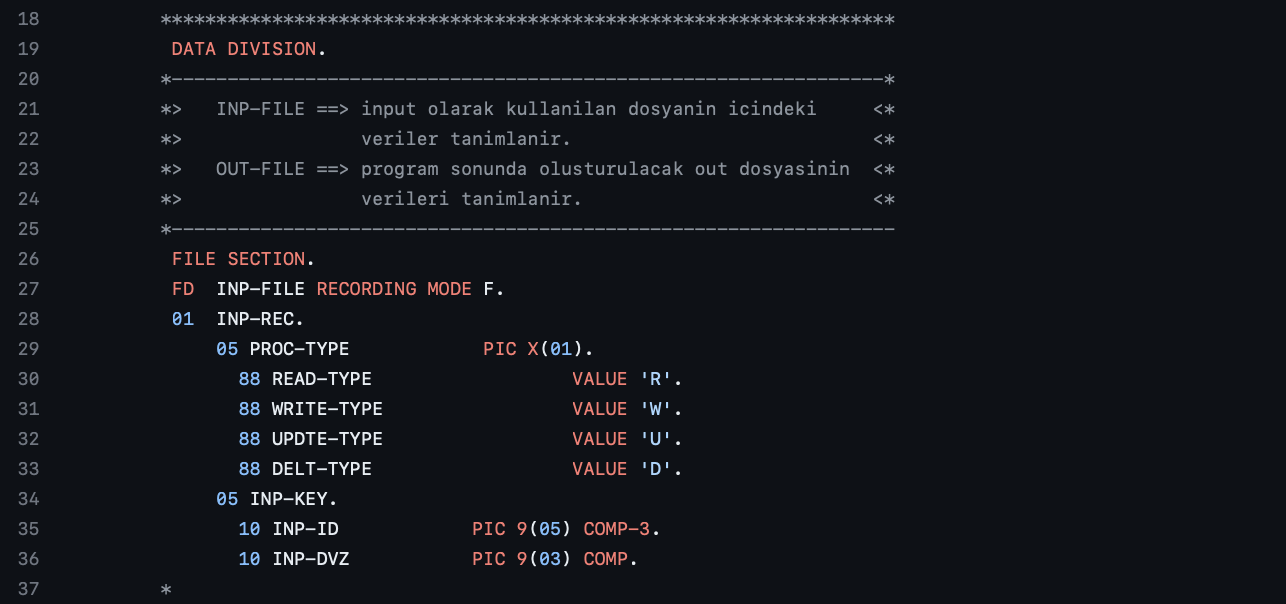 18 ******************************************************************
19 DATA DIVISION.
20 *----------------------------------------------------------------*
21 *>   INP-FILE ==> input olarak kullanilan dosyanin icindeki     <*
22 *>                veriler tanimlanir.                           <*
23 *>   OUT-FILE ==> program sonunda olusturulacak out dosyasinin  <*
24 *>                verileri tanimlanir.                          <*
25 *-----------------------------------------------------------------
26 FILE SECTION.
27 FD  INP-FILE RECORDING MODE F.
28 01  INP-REC.
29     05 PROC-TYPE            PIC X(01).
30       88 READ-TYPE                  VALUE 'R'.
31       88 WRITE-TYPE                 VALUE 'W'.
32       88 UPDTE-TYPE                 VALUE 'U'.
33       88 DELT-TYPE                  VALUE 'D'.
34     05 INP-KEY.
35       10 INP-ID            PIC 9(05) COMP-3.
36       10 INP-DVZ           PIC 9(03) COMP.
37 *